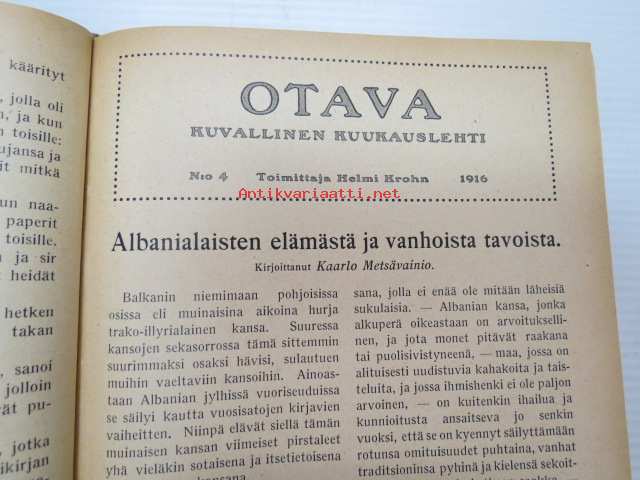 käärityt
jolla oli
ja kun
toisille:
ujansa ja
mitkä
un naa-
paperit
toisille.
ja sir
heidät
hetken
takan
sanoi
jolloin
pu-
jotka
ikirjan
OTAVA
KUVALLINEN KUUKAUSLEHTI
N:o 4 Toimittaja Helmi Krohn 1916
Antikvariaatti.net
Albanialaisten elämästä ja vanhoista tavoista.
Kirjoittanut Kaarlo Metsävainio.
Balkanin niemimaan pohjoisissa
osissa eli muinaisina aikoina hurja
trako-illyrialainen kansa. Suuressa
kansojen sekasorrossa tämä sittemmin
suurimmaksi osaksi hävisi, sulautuen
muihin vaeltaviin kansoihin. Ainoas-
taan Albanian jylhissä vuoriseuduissa
se säilyi kautta vuosisatojen kirjavien
vaiheitten. Niinpä elävät siellä tämän
muinaisen kansan viimeiset pirstaleet
yhä vieläkin sotaisena ja itsetietoisena
kansana
sana, jolla ei enää ole mitään läheisiä
sukulaisia. — Albanian kansa, jonka
alkuperä oikeastaan on arvoituksell-
nen, ja jota monet pitävät raakana
tai puolisivistyneenä, — maa, jossa on
alituisesti uudistuvia kahakoita ja tais-
teluita, ja jossa ihmishenki ei ole paljon
arvoinen, — on kuitenkin ihailua ja
kunnioitusta ansaitseva jo senkin
vuoksi, että se on kyennyt säilyttämään
rotunsa omituisuudet puhtaina, vanhat
traditsioninsa pyhinä ja kielensä sekoit-